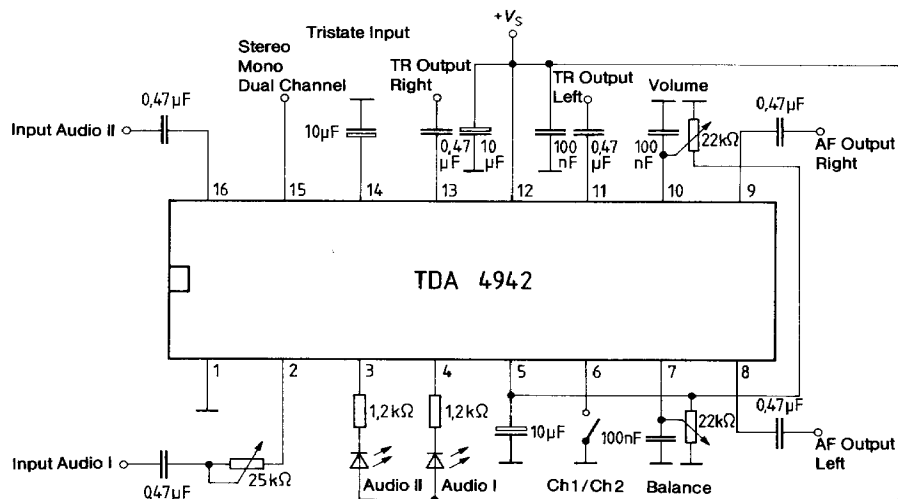 +VS
Tristate Input
Stereo
Mono
Dual Channel
TR Output
Right
TR Output
Left
Volume
0,47µF
Input Audio II
10µF
0,47
µF
10
µF
100
nF
0,47
µF
100
nF
22kΩ
0,47µF
AF Output
Right
16
15
14
13
12
11
10
9
TDA 4942
1
2
3
4
5
6
7
8
1,2kΩ
1,2kΩ
10µF
100nF
22kΩ
0,47µF
AF Output
Left
Input Audio I
0,47µF
25kΩ
Audio II
Audio I
Ch1/Ch2
Balance